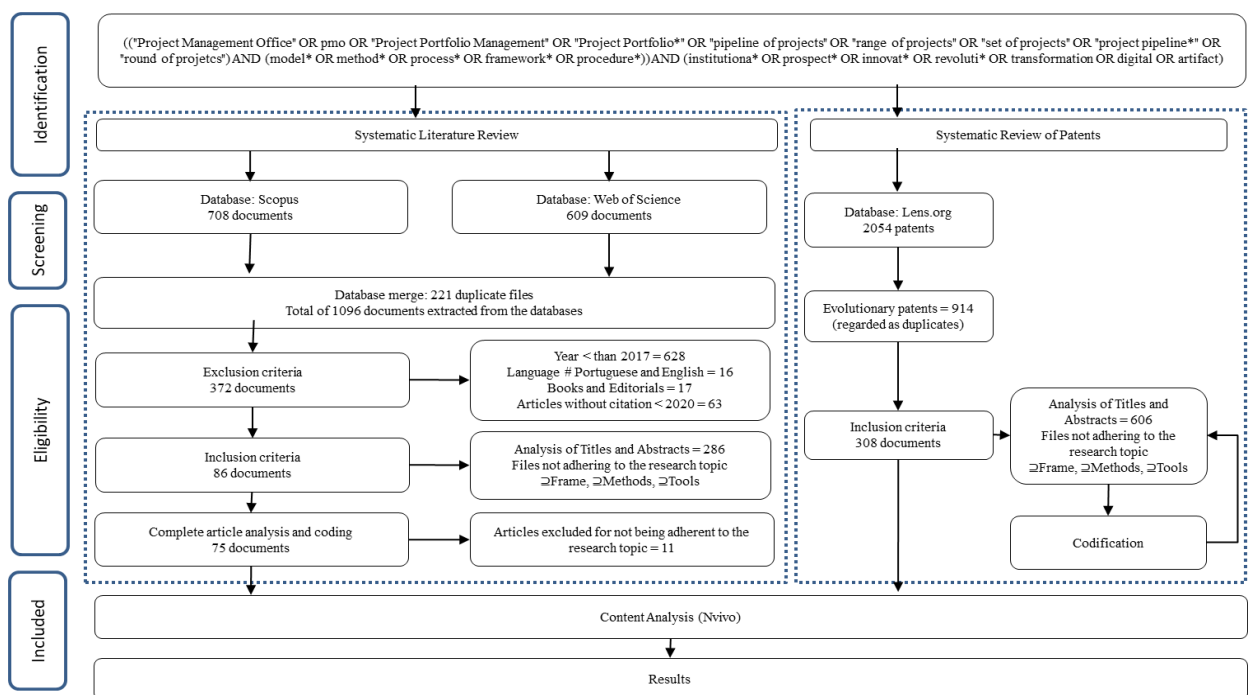 Identification
(("Project Management Office" OR pmo OR "Project Portfolio Management" OR "Project Portfolio*" OR "pipeline of projects" OR "range of projects" OR "set of projects" OR "project pipeline*" OR
"round of projetcs") AND (model* OR method* OR process* OR framework* OR procedure*))AND (instituciona* OR prospect* OR innovat* OR revoluti* OR transformation OR digital OR artifact)
Systematic Literature Review
Systematic Review of Patents
Screening
Database: Scopus
708 documents
Database: Web of Science
609 documents
Database: Lens.org
2054 patents
Database merge: 221 duplicate files
Total of 1096 documents extracted from the databases
Evolutionary patents = 914
(regarded as duplicates)
Eligibility
Exclusion criteria
372 documents
Year < than 2017 = 628
Language # Portuguese and English = 16
Books and Editorials = 17
Articles without citation < 2020 = 63
Inclusion criteria
308 documents
Analysis of Titles and
Abstracts = 606
Files not adhering to the
research topic
⊇Frame, ⊇Methods, ⊇Tools
Inclusion criteria
86 documents
Analysis of Titles and Abstracts = 286
Files not adhering to the research topic
⊇Frame, ⊇Methods, ⊇Tools
Complete article analysis and coding
75 documents
Articles excluded for not being adherent to the
research topic = 11
Codification
Included
Content Analysis (Nvivo)
Results